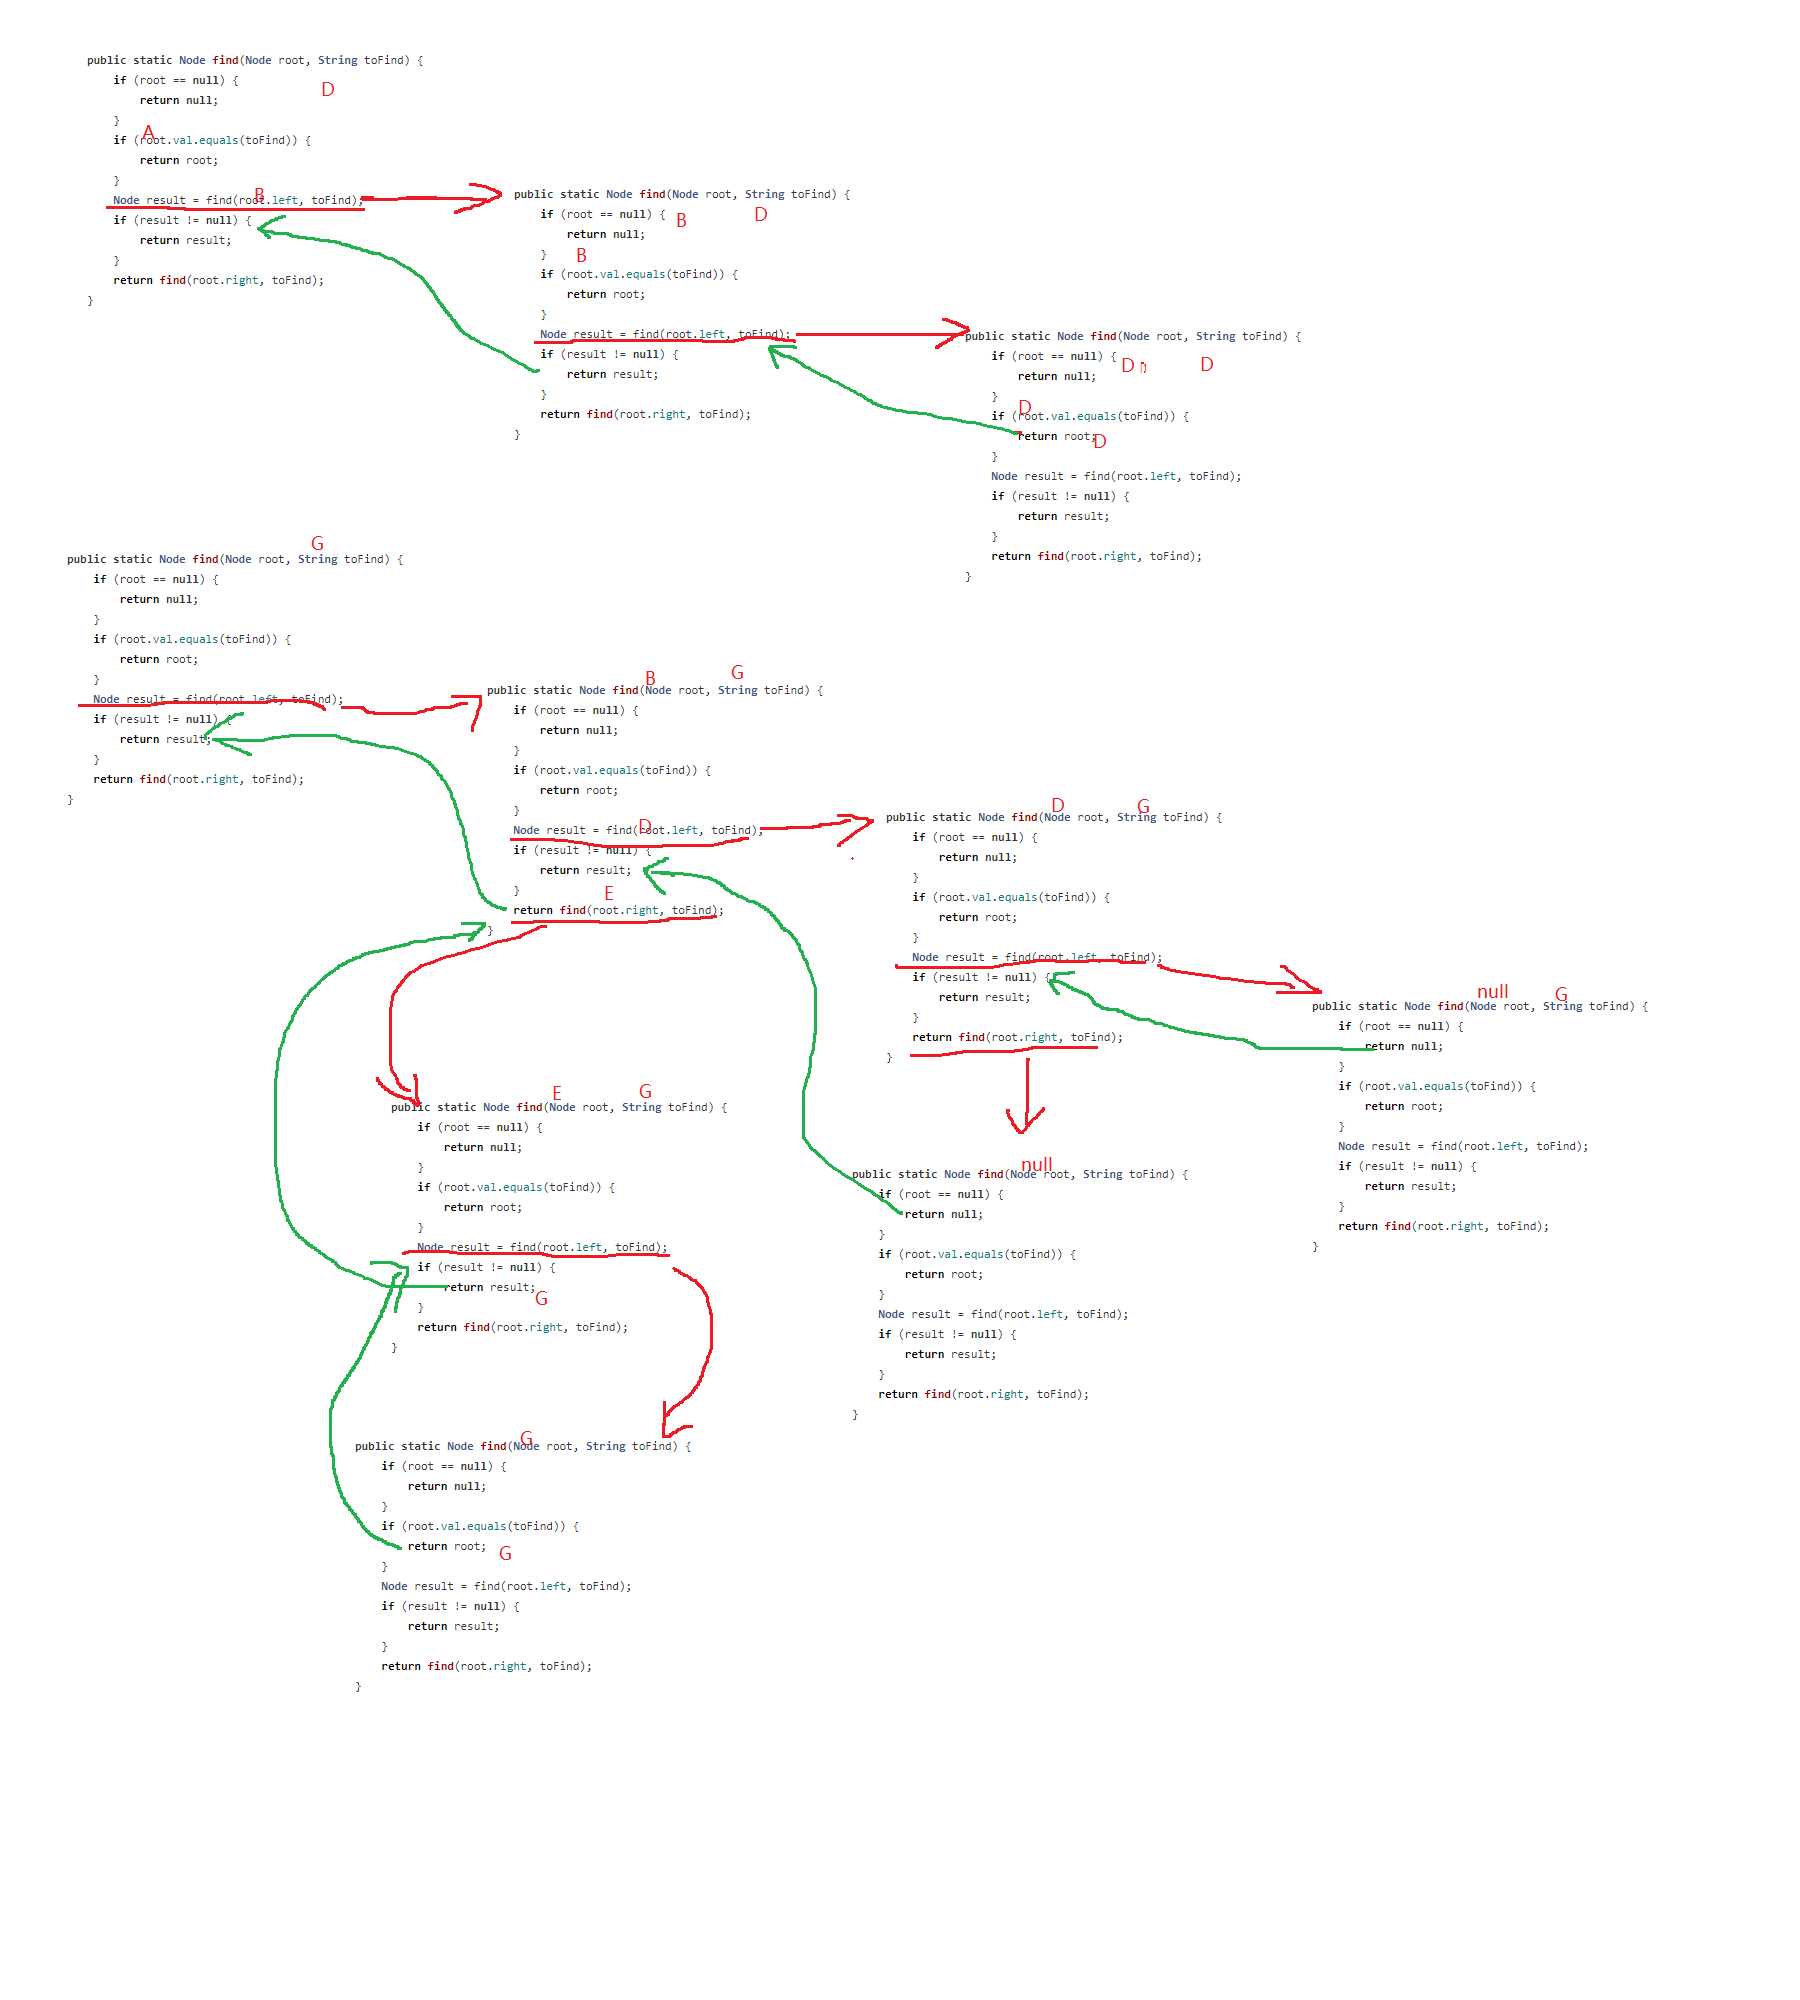 public static Node find(Node root, String toFind) {
if (root == null) {
D
return null;
}
A
if (root.val.equals(toFind)) {
return root;
}
B
Node result = find(root.left, toFind);
if (result != null) {
return result;
}
return find(root.right, toFind);
}
public static Node find(Node root, String toFind) {
if (root == null) {
B D
return null;
}
B
if (root.val.equals(toFind)) {
return root;
}
Node result = find(root.left, toFind);
if (result != null) {
return result;
}
return find(root.right, toFind);
}
public static Node find(Node root, String toFind) {
if (root == null) {
D D
return null;
}
D
if (root.val.equals(toFind)) {
return root;
D
}
Node result = find(root.left, toFind);
if (result != null) {
return result;
}
return find(root.right, toFind);
}
G
public static Node find(Node root, String toFind) {
if (root == null) {
return null;
}
if (root.val.equals(toFind)) {
return root;
}
Node result = find(root.left, toFind);
if (result != null) {
return result;
}
return find(root.right, toFind);
}
B G
public static Node find(Node root, String toFind) {
if (root == null) {
return null;
}
if (root.val.equals(toFind)) {
return root;
}
D
Node result = find(root.left, toFind);
if (result != null) {
return result;
}
E
return find(root.right, toFind);
}
D G
public static Node find(Node root, String toFind) {
if (root == null) {
return null;
}
if (root.val.equals(toFind)) {
return root;
}
Node result = find(root.left, toFind);
if (result != null) {
return result;
}
return find(root.right, toFind);
}
null G
public static Node find(Node root, String toFind) {
if (root == null) {
return null;
}
if (root.val.equals(toFind)) {
return root;
}
Node result = find(root.left, toFind);
if (result != null) {
return result;
}
return find(root.right, toFind);
}
E G
public static Node find(Node root, String toFind) {
if (root == null) {
return null;
}
if (root.val.equals(toFind)) {
return root;
}
Node result = find(root.left, toFind);
if (result != null) {
return result;
G
}
return find(root.right, toFind);
}
null
public static Node find(Node root, String toFind) {
if (root == null) {
return null;
}
if (root.val.equals(toFind)) {
return root;
}
Node result = find(root.left, toFind);
if (result != null) {
return result;
}
return find(root.right, toFind);
}
G
public static Node find(Node root, String toFind) {
if (root == null) {
return null;
}
if (root.val.equals(toFind)) {
return root;
G
}
Node result = find(root.left, toFind);
if (result != null) {
return result;
}
return find(root.right, toFind);
}